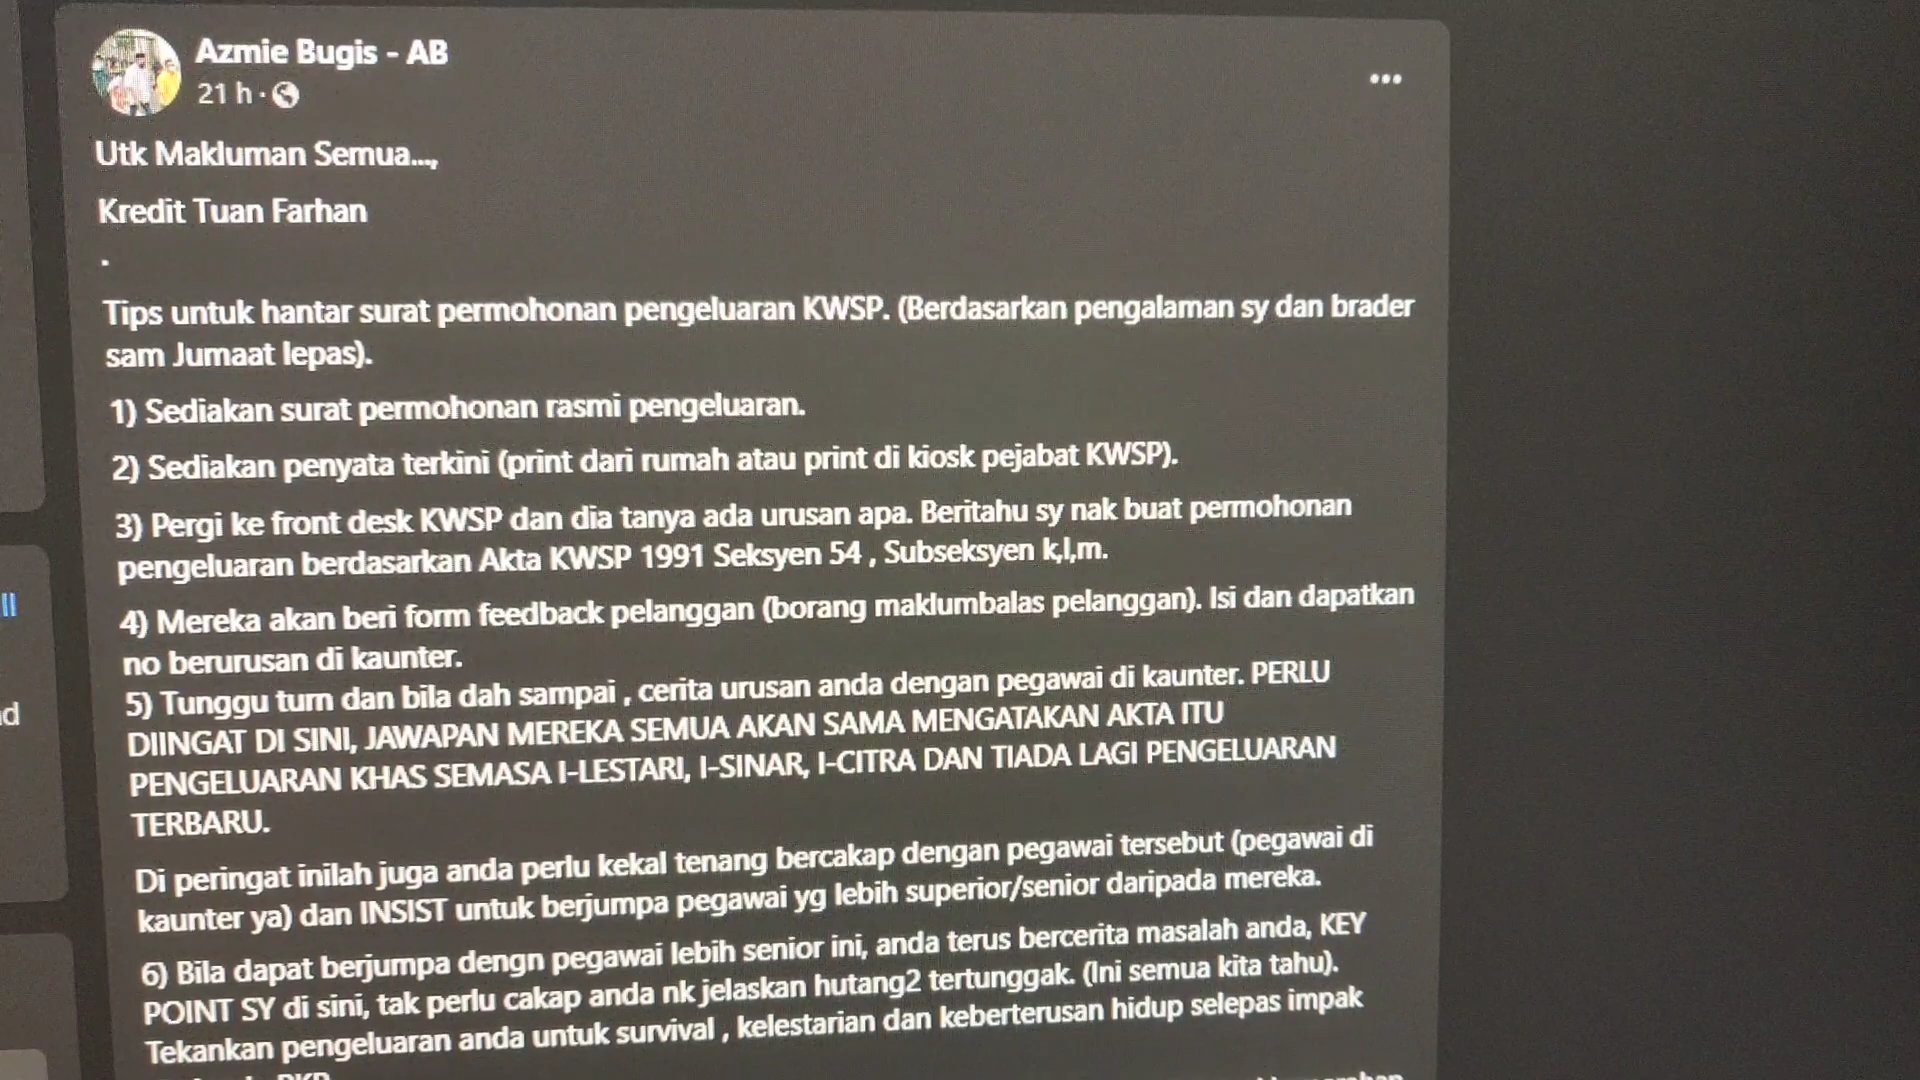 Azmie Bugis - AB
21 h ·
Utk Makluman Semua...,
Kredit Tuan Farhan
.
Tips untuk hantar surat permohonan pengeluaran KWSP. (Berdasarkan pengalaman sy dan brader
sam Jumaat lepas).
1) Sediakan surat permohonan rasmi pengeluaran.
2) Sediakan penyata terkini (print dari rumah atau print di kiosk pejabat KWSP).
3) Pergi ke front desk KWSP dan dia tanya ada urusan apa. Beritahu sy nak buat permohonan
pengeluaran berdasarkan Akta KWSP 1991 Seksyen 54 , Subseksyen k,l,m.
4) Mereka akan beri form feedback pelanggan (borang maklumbalas pelanggan). Isi dan dapatkan
no berurusan di kaunter.
5) Tunggu turn dan bila dah sampai , cerita urusan anda dengan pegawai di kaunter. PERLU
DIINGAT DI SINI, JAWAPAN MEREKA SEMUA AKAN SAMA MENGATAKAN AKTA ITU
PENGELUARAN KHAS SEMASA I-LESTARI, I-SINAR, I-CITRA DAN TIADA LAGI PENGELUARAN
TERBARU.
Di peringat inilah juga anda perlu kekal tenang bercakap dengan pegawai tersebut (pegawai di
kaunter ya) dan INSIST untuk berjumpa pegawai yg lebih superior/senior daripada mereka.
6) Bila dapat berjumpa dengn pegawai lebih senior ini, anda terus bercerita masalah anda, KEY
POINT SY di sini, tak perlu cakap anda nk jelaskan hutang2 tertunggak. (Ini semua kita tahu).
Tekankan pengeluaran anda untuk survival , kelestarian dan keberterusan hidup selepas impak